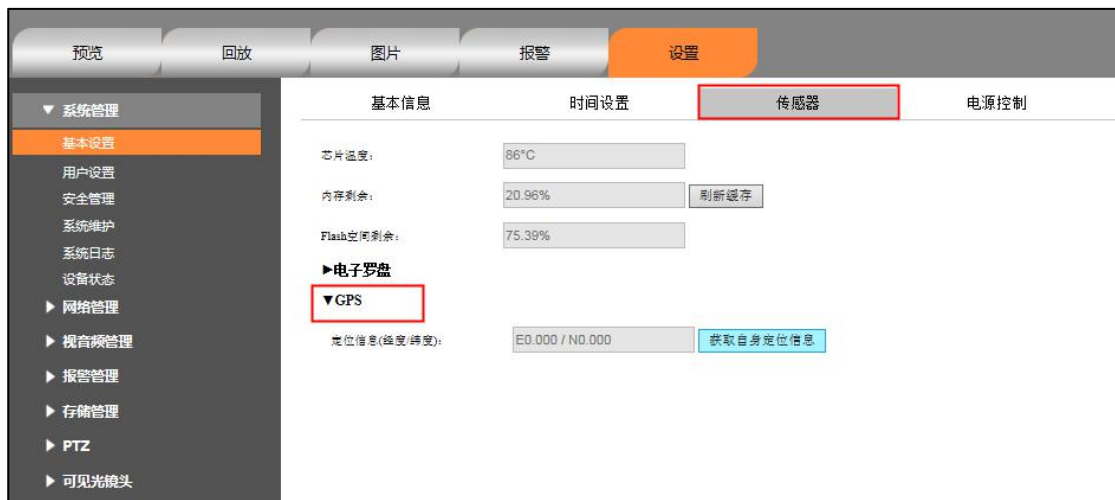 预览 回放 图片 报警 设置
▼ 系统管理
基本设置
用户设置
安全管理
系统维护
系统日志
设备状态
▶ 网络管理
▶ 视音频管理
▶ 报警管理
▶ 存储管理
▶ PTZ
▶ 可见光镜头
基本信息 时间设置 传感器 电源控制
芯片温度: 86°C
内存剩余: 20.96% 刷新缓存
Flash空间剩余: 75.39%
▶电子罗盘
▼GPS
定位信息(经度/纬度): E0.000 / N0.000 获取自身定位信息